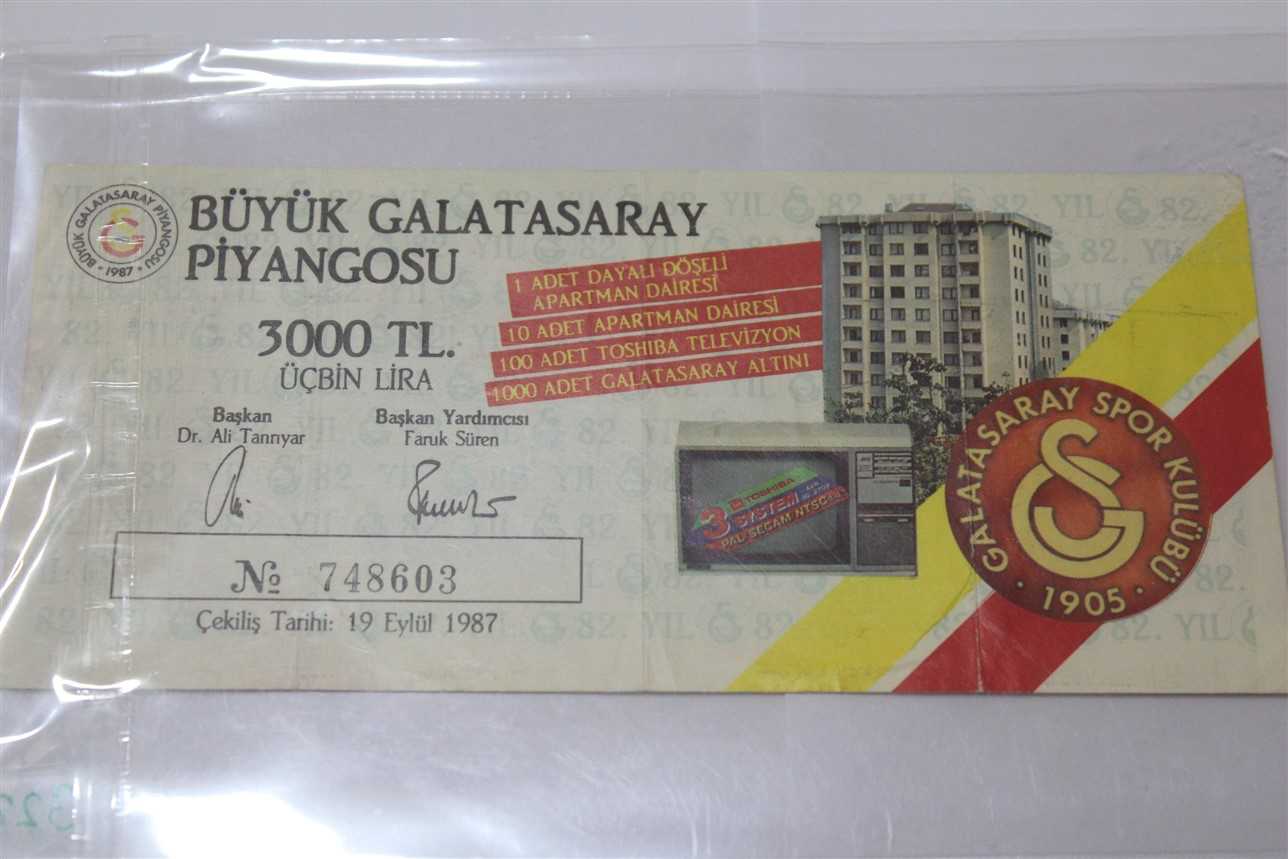 BÜYÜK GALATASARAY PİYANGOSU
• 1987 •
BÜYÜK GALATASARAY
PİYANGOSU
1 ADET DAYALI DÖŞELİ
APARTMAN DAİRESİ
10 ADET APARTMAN DAİRESİ
100 ADET TOSHIBA TELEVİZYON
1000 ADET GALATASARAY ALTINI
3000 TL.
ÜÇBİN LİRA
Başkan
Dr. Ali Tanrıyar
Başkan Yardımcısı
Faruk Süren
№ 748603
Çekiliş Tarihi: 19 Eylül 1987
TOSHIBA
3 SYSTEM
PAL SECAM NTSC
GALATASARAY SPOR KULÜBÜ
• 1905 •
82. YIL